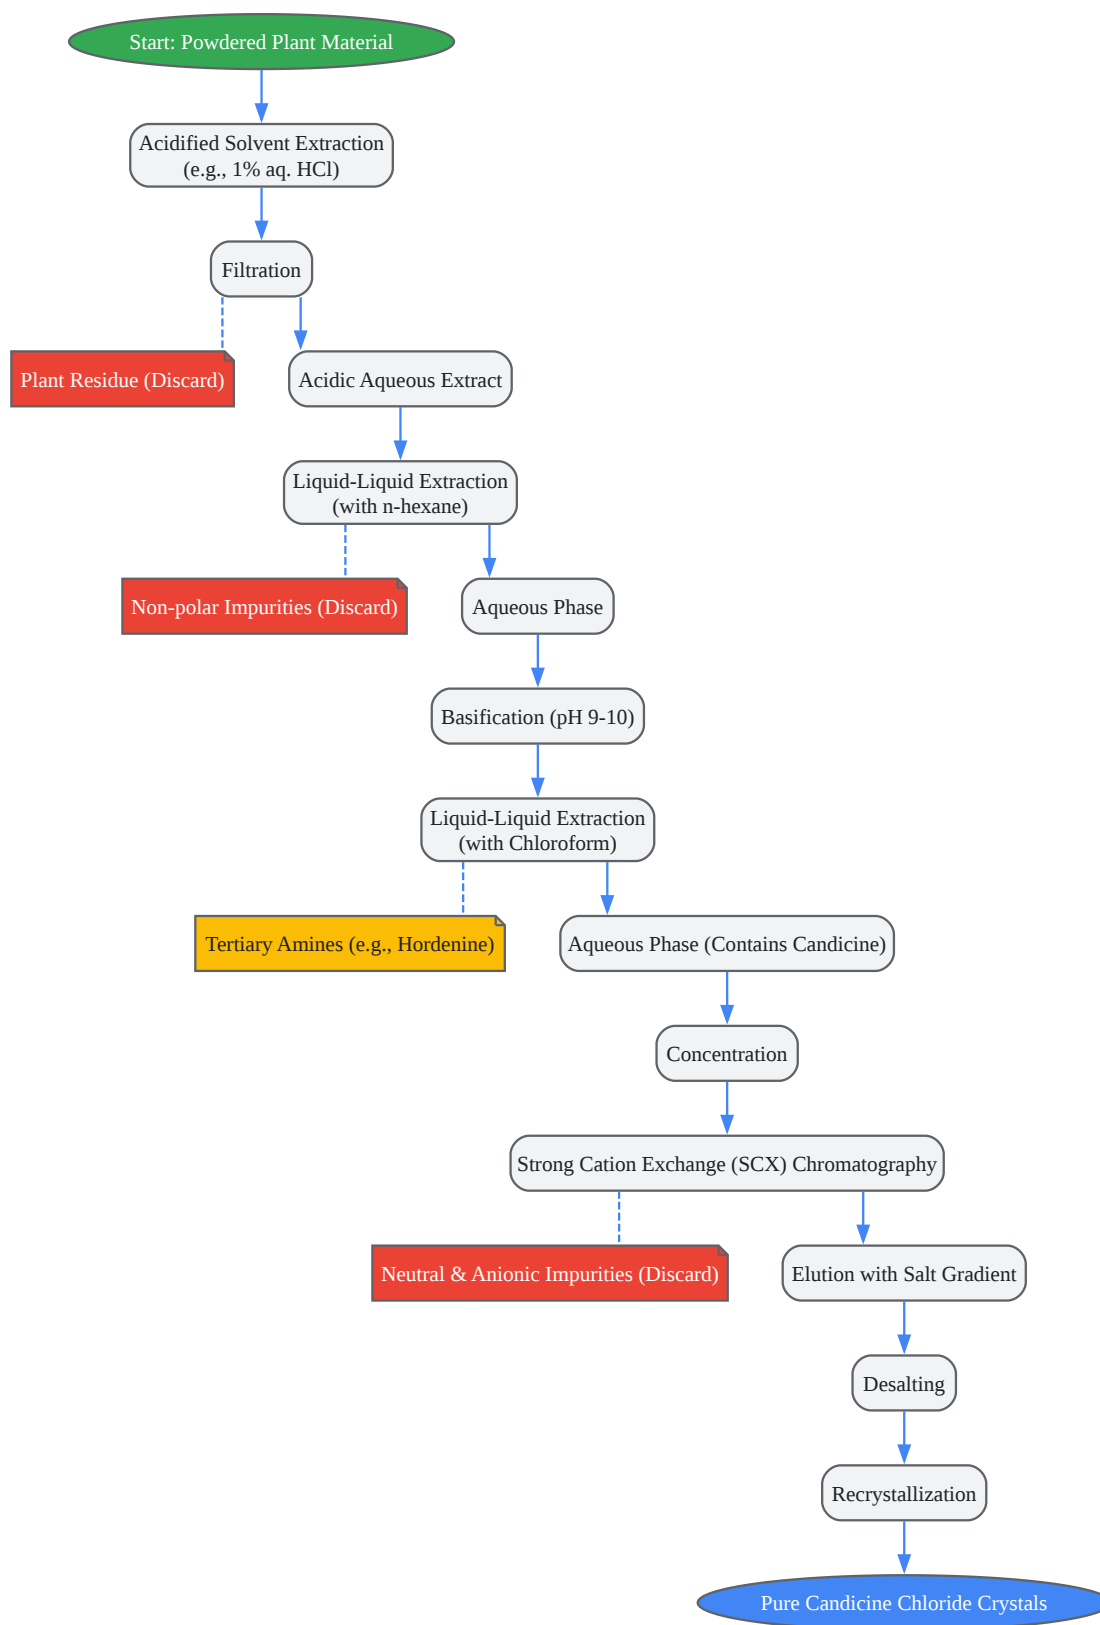 Start: Powdered Plant Material
Acidified Solvent Extraction
(e.g., 1% aq. HCl)
Filtration
Plant Residue (Discard)
Acidic Aqueous Extract
Liquid-Liquid Extraction
(with n-hexane)
Non-polar Impurities (Discard)
Aqueous Phase
Basification (pH 9-10)
Liquid-Liquid Extraction
(with Chloroform)
Tertiary Amines (e.g., Hordenine)
Aqueous Phase (Contains Candicine)
Concentration
Strong Cation Exchange (SCX) Chromatography
Neutral & Anionic Impurities (Discard)
Elution with Salt Gradient
Desalting
Recrystallization
Pure Candicine Chloride Crystals